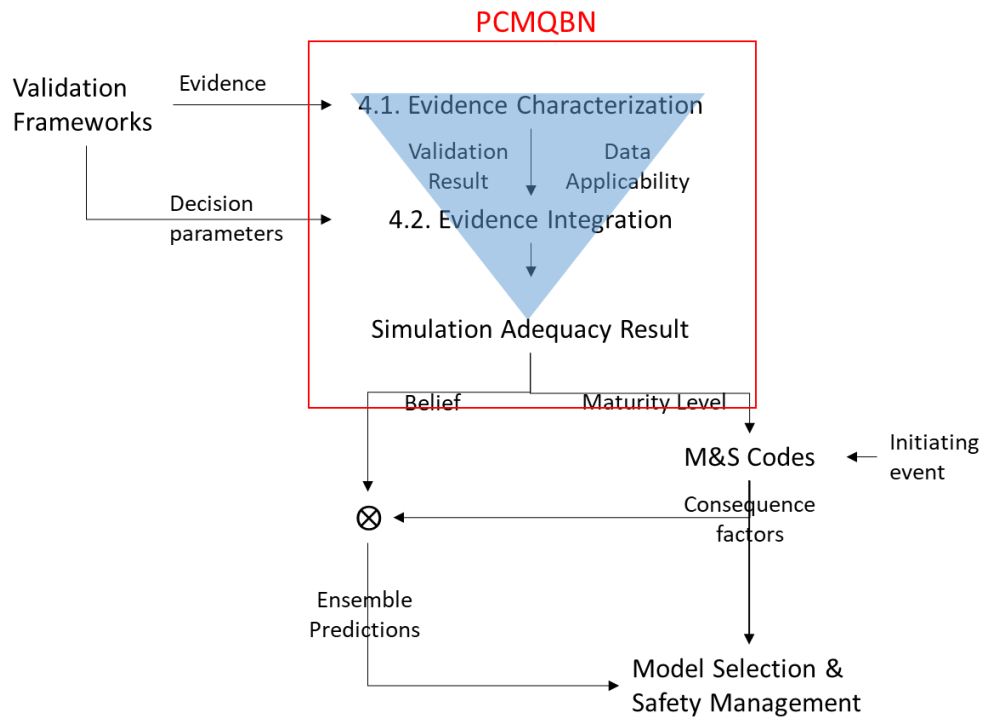 PCMQBN
Validation
Frameworks
Evidence
4.1. Evidence Characterization
Validation
Result
Data
Applicability
Decision
parameters
4.2. Evidence Integration
Simulation Adequacy Result
Belief
Maturity Level
M&S Codes
Initiating
event
Consequence
factors
Ensemble
Predictions
Model Selection &
Safety Management